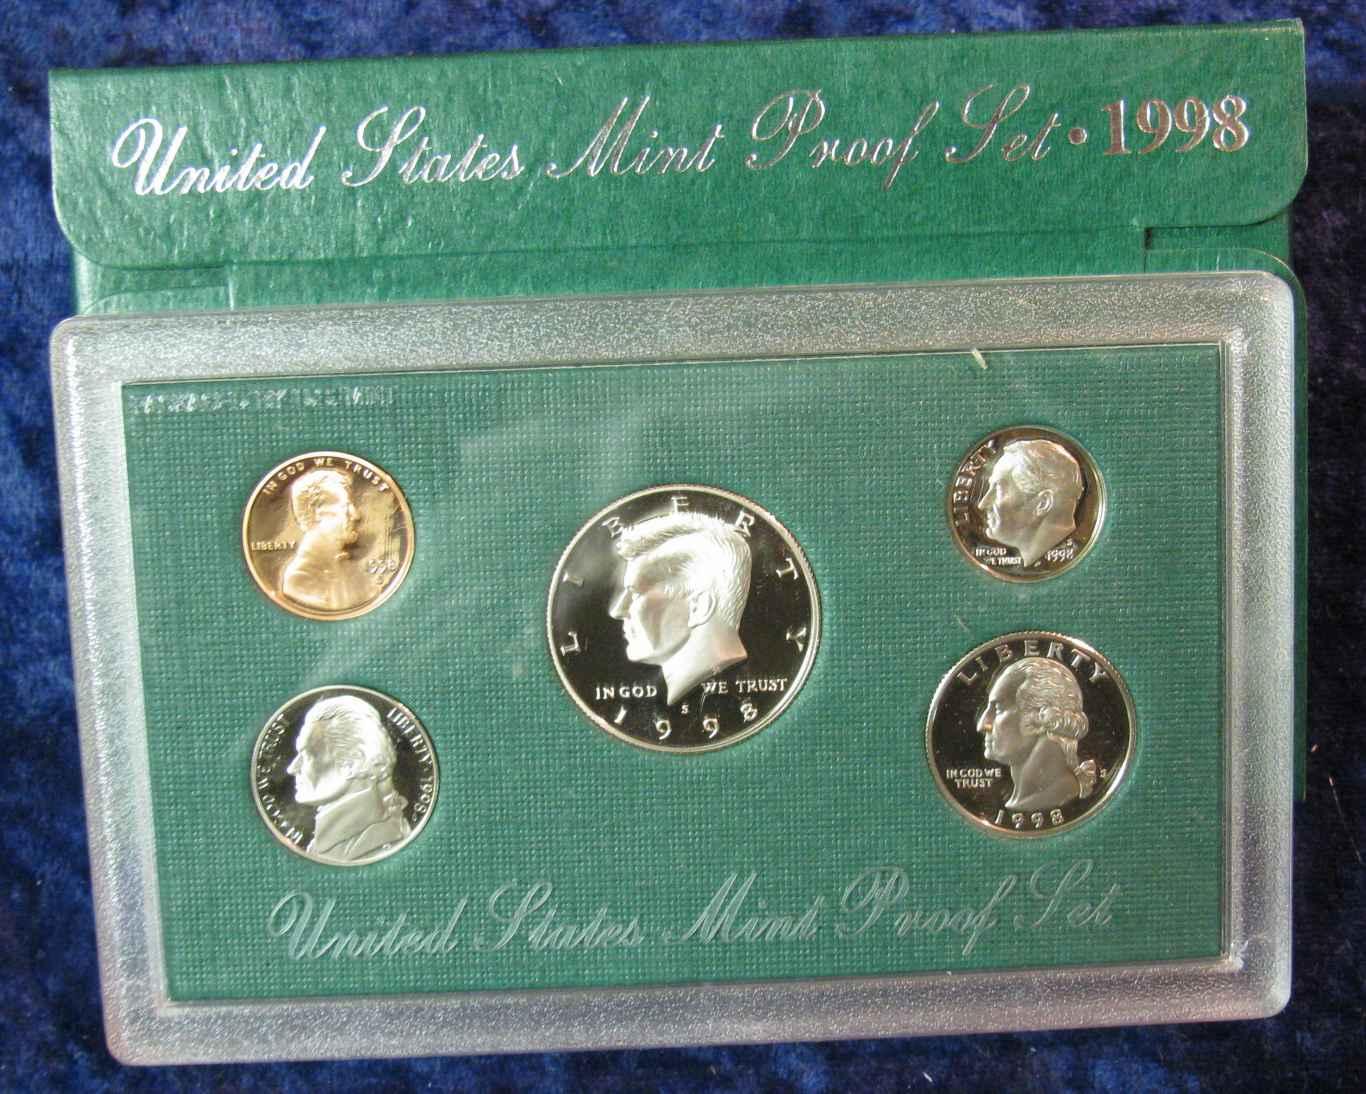 United States Mint Proof Set · 1998
IN GOD WE TRUST
LIBERTY
1998
S
LIBERTY
IN GOD WE TRUST
S
1998
LIBERTY
IN GOD
WE TRUST
S
1998
WE TRUST
LIBERTY · 1998
LIBERTY
IN GOD WE
TRUST
S
1998
United States Mint Proof Set